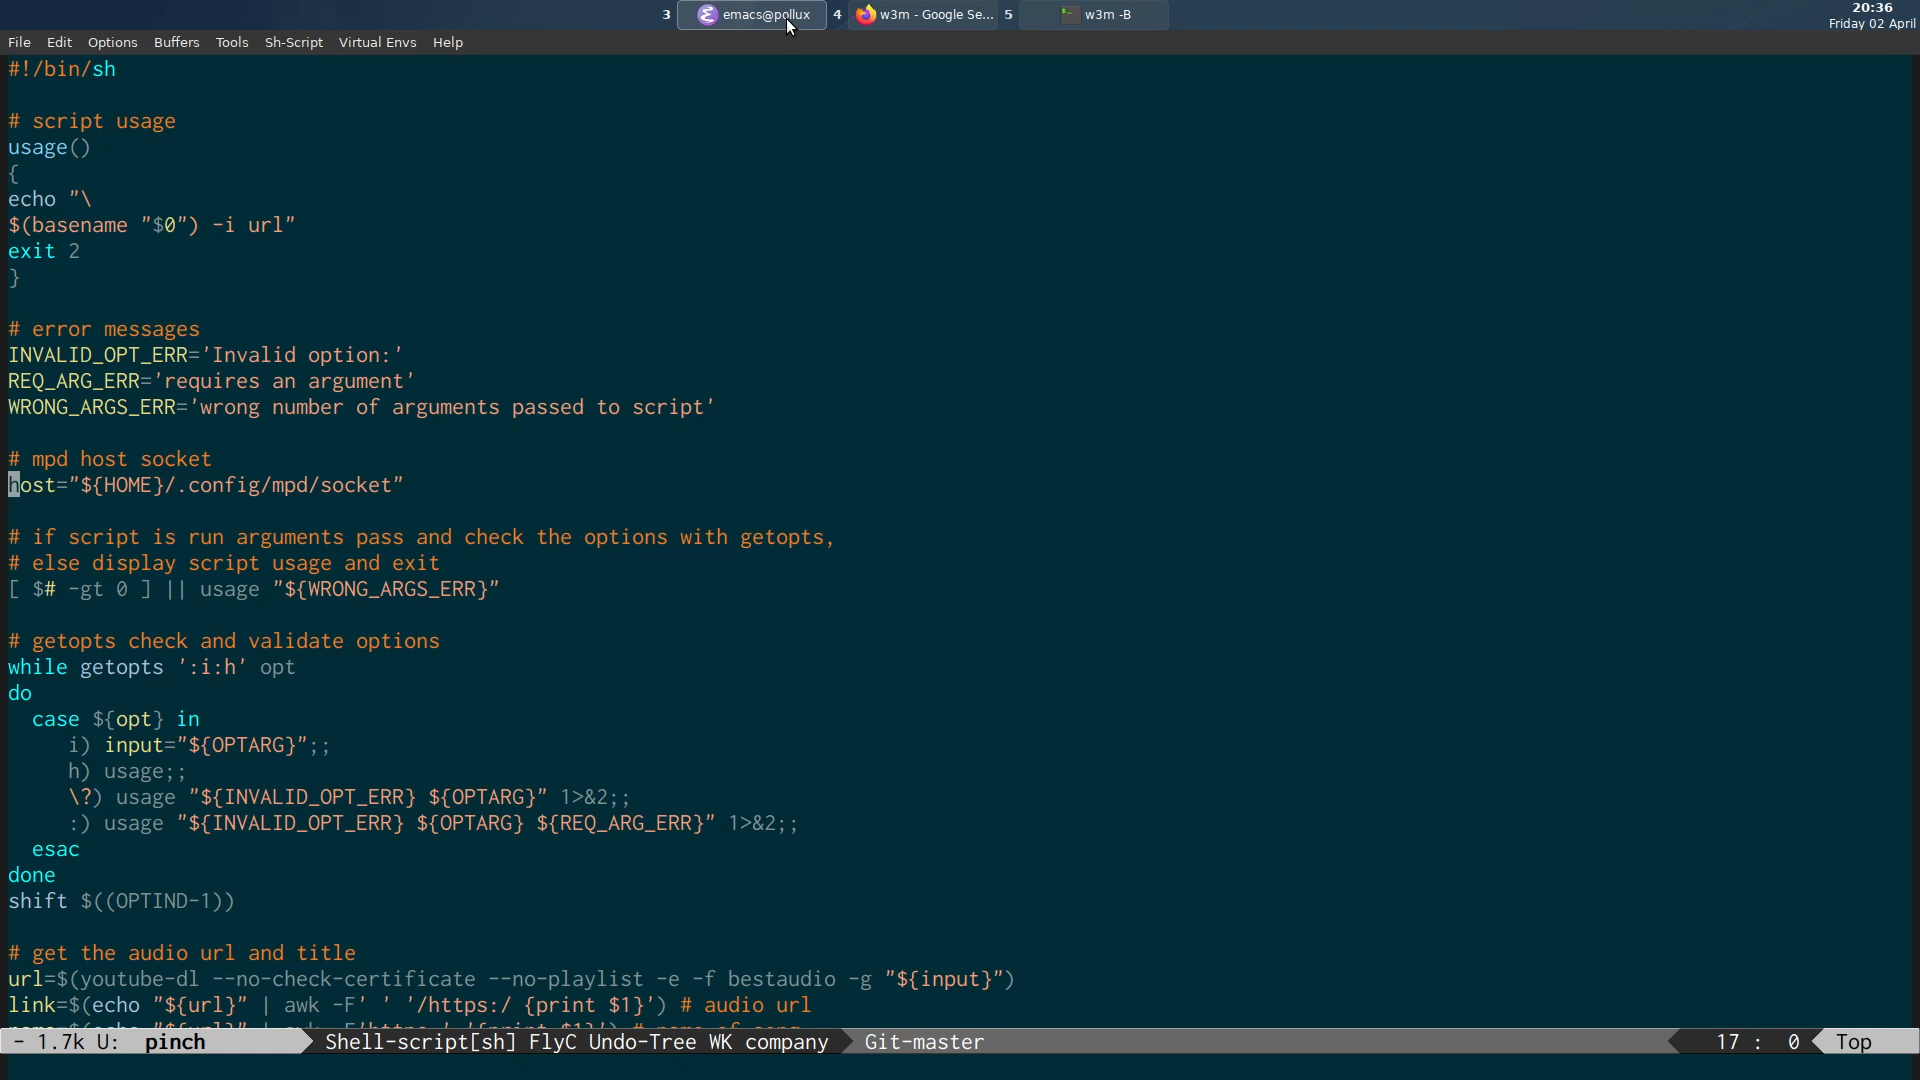 3 emacs@pollux 4 w3m - Google Se... 5 w3m -B
20:36
Friday 02 April
File Edit Options Buffers Tools Sh-Script Virtual Envs Help
#!/bin/sh
# script usage
usage()
{
echo "\
$(basename "$0") -i url"
exit 2
}
# error messages
INVALID_OPT_ERR='Invalid option:'
REQ_ARG_ERR='requires an argument'
WRONG_ARGS_ERR='wrong number of arguments passed to script'
# mpd host socket
host="${HOME}/.config/mpd/socket"
# if script is run arguments pass and check the options with getopts,
# else display script usage and exit
[ $# -gt 0 ] || usage "${WRONG_ARGS_ERR}"
# getopts check and validate options
while getopts ':i:h' opt
do
  case ${opt} in
     i) input="${OPTARG}";;
     h) usage;;
     \?) usage "${INVALID_OPT_ERR} ${OPTARG}" 1>&2;;
     :) usage "${INVALID_OPT_ERR} ${OPTARG} ${REQ_ARG_ERR}" 1>&2;;
  esac
done
shift $((OPTIND-1))
# get the audio url and title
url=$(youtube-dl --no-check-certificate --no-playlist -e -f bestaudio -g "${input}")
link=$(echo "${url}" | awk -F' ' '/https:/ {print $1}') # audio url
- 1.7k U: pinch Shell-script[sh] FlyC Undo-Tree WK company Git-master 17 : 0 Top